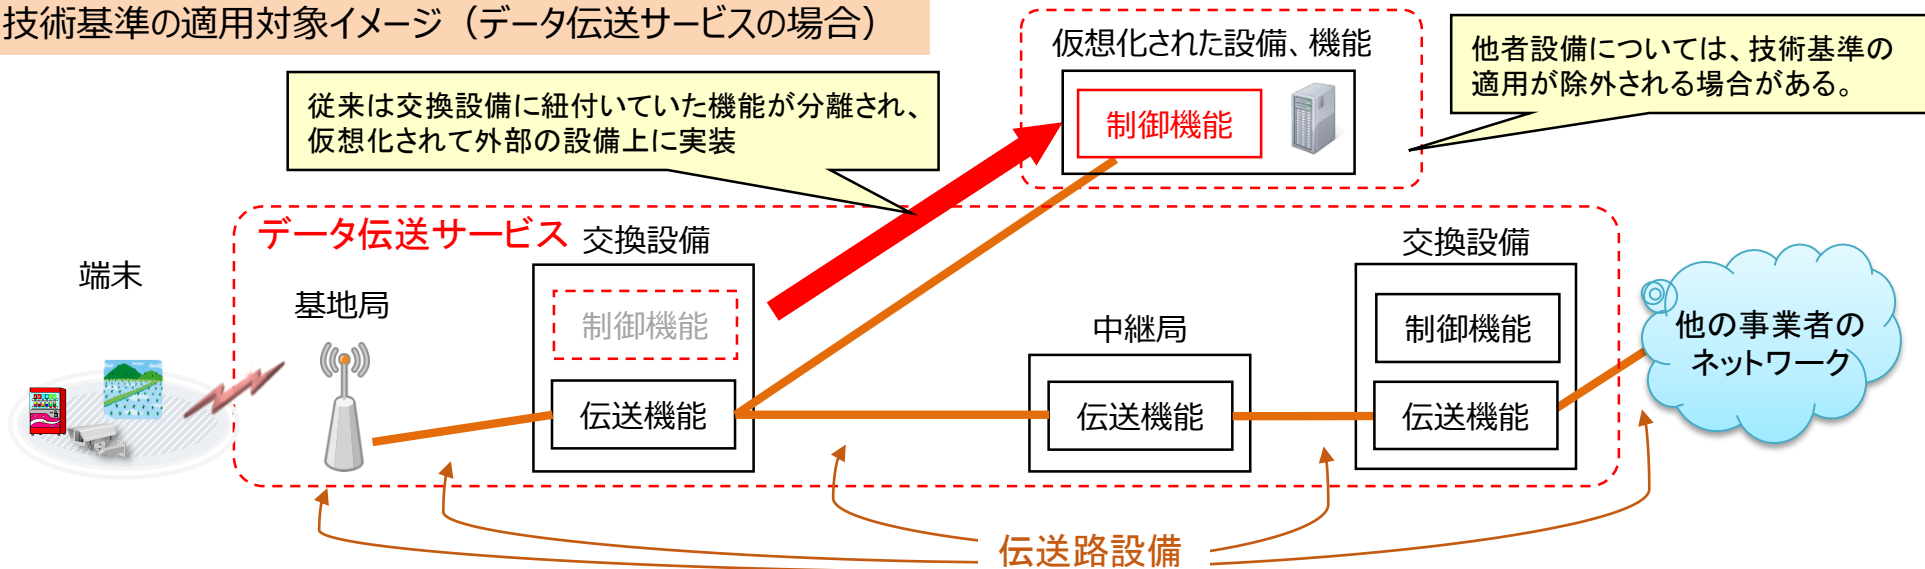 技術基準の適用対象イメージ（データ伝送サービスの場合）
仮想化された設備、機能
他者設備については、技術基準の
適用が除外される場合がある。
従来は交換設備に紐付いていた機能が分離され、
仮想化されて外部の設備上に実装
制御機能
データ伝送サービス
交換設備
交換設備
端末
基地局
制御機能
中継局
制御機能
他の事業者の
ネットワーク
伝送機能
伝送機能
伝送機能
伝送路設備